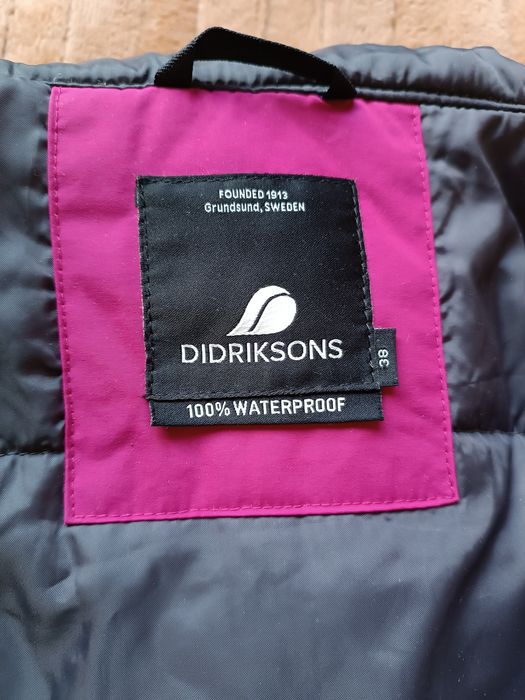 FOUNDED 1913
Grundsund, SWEDEN
DIDRIKSONS
38
100% WATERPROOF